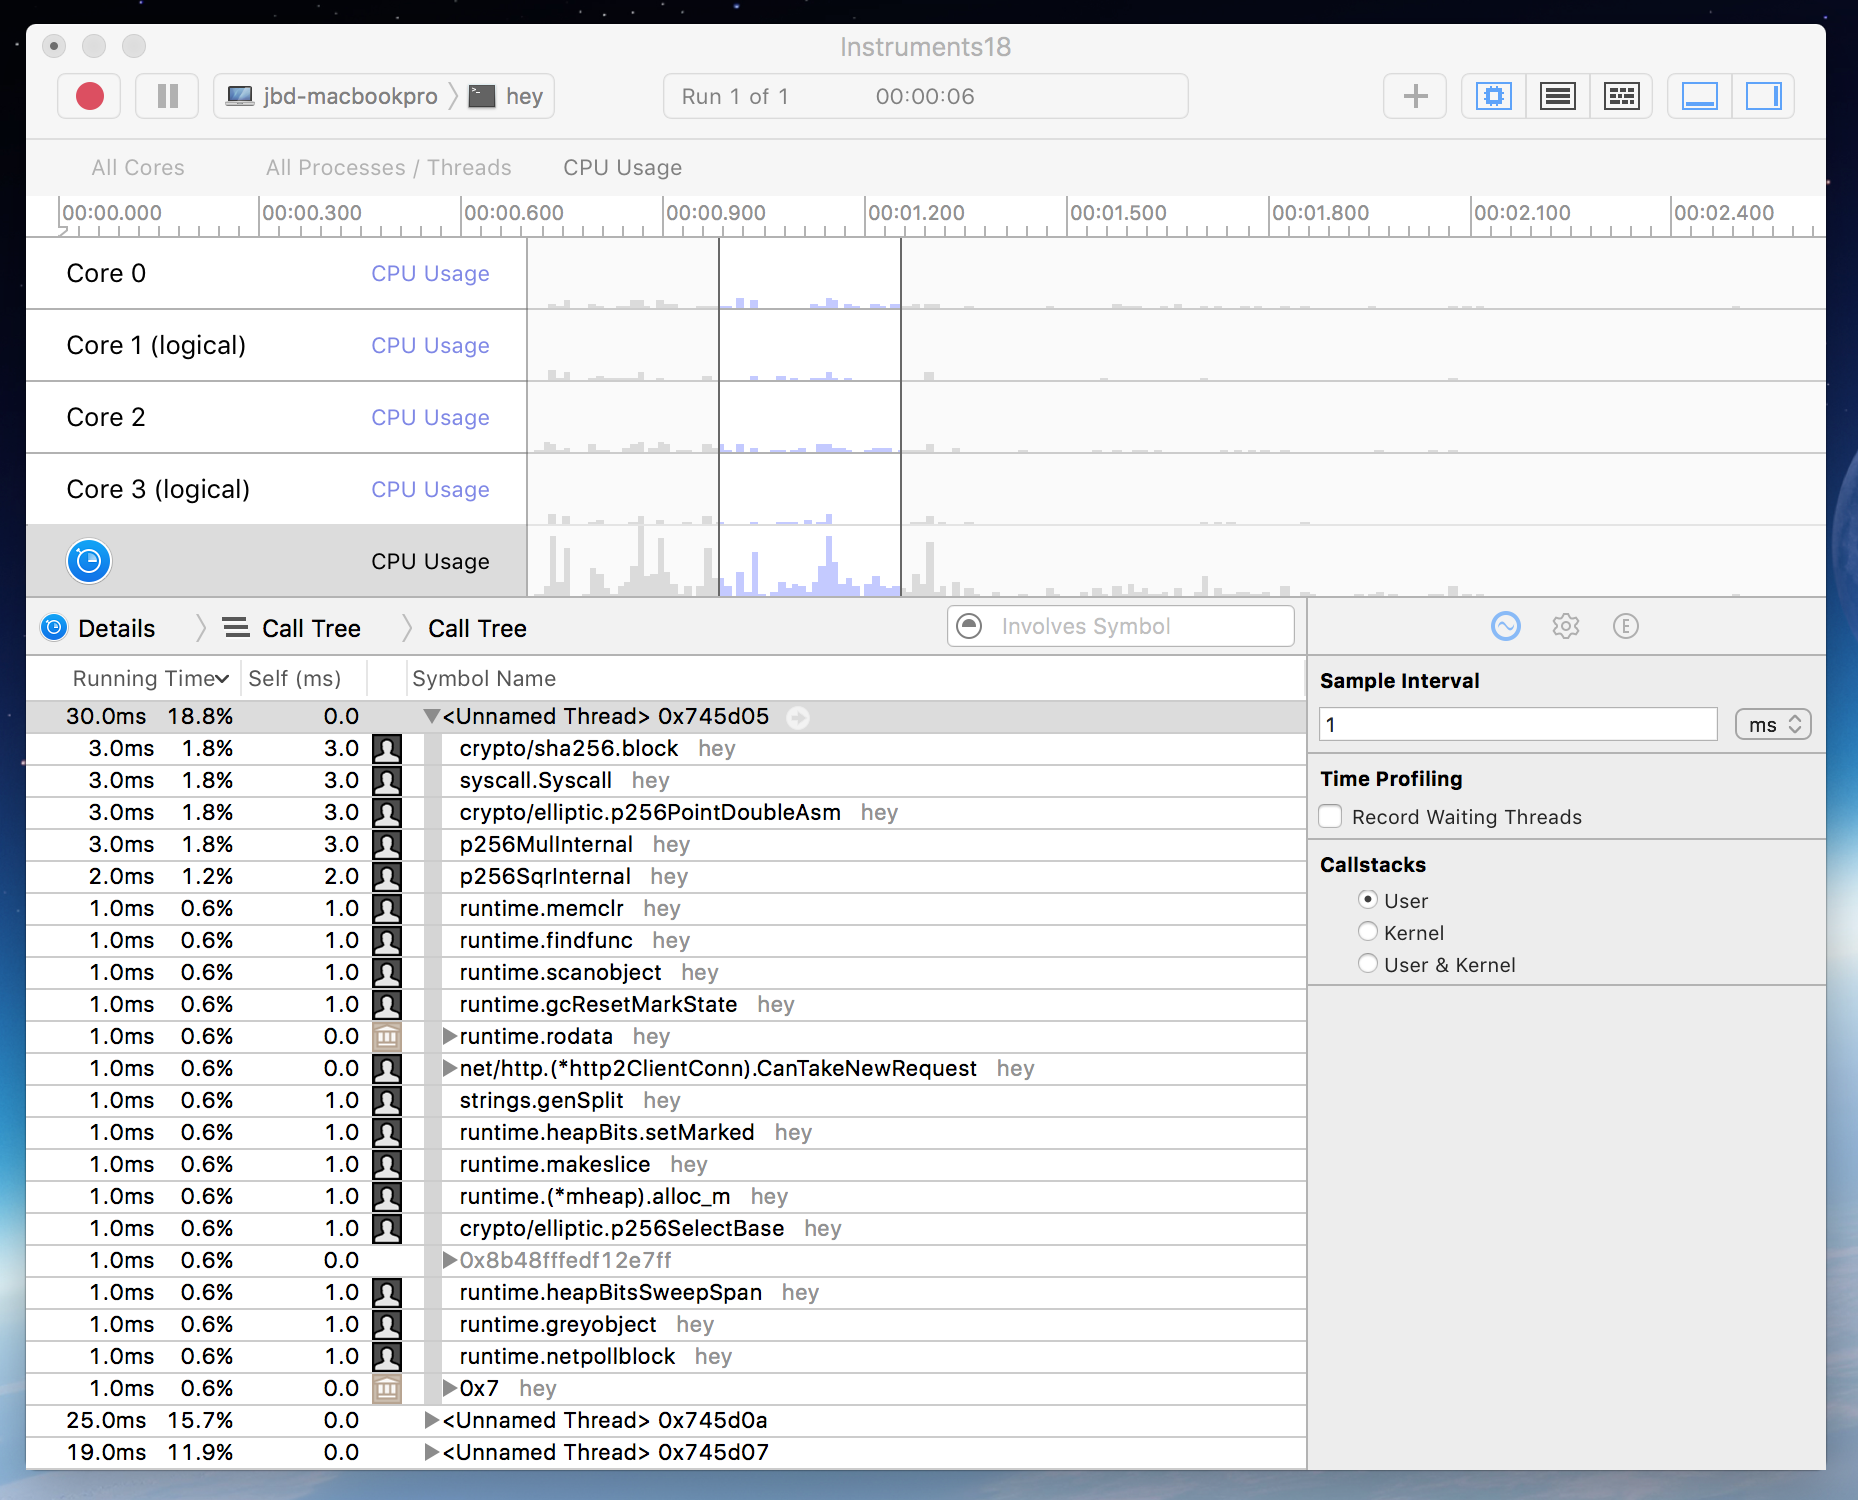 Instruments18
jbd-macbookpro hey Run 1 of 1 00:00:06
All Cores All Processes / Threads CPU Usage
00:00.000 00:00.300 00:00.600 00:00.900 00:01.200 00:01.500 00:01.800 00:02.100 00:02.400
Core 0 CPU Usage
Core 1 (logical) CPU Usage
Core 2 CPU Usage
Core 3 (logical) CPU Usage
CPU Usage
Details Call Tree Call Tree Involves Symbol E
Running Time Self (ms) Symbol Name
30.0ms 18.8% 0.0 <Unnamed Thread> 0x745d05
3.0ms 1.8% 3.0 crypto/sha256.block hey
3.0ms 1.8% 3.0 syscall.Syscall hey
3.0ms 1.8% 3.0 crypto/elliptic.p256PointDoubleAsm hey
3.0ms 1.8% 3.0 p256MulInternal hey
2.0ms 1.2% 2.0 p256SqrInternal hey
1.0ms 0.6% 1.0 runtime.memclr hey
1.0ms 0.6% 1.0 runtime.findfunc hey
1.0ms 0.6% 1.0 runtime.scanobject hey
1.0ms 0.6% 1.0 runtime.gcResetMarkState hey
1.0ms 0.6% 0.0 runtime.rodata hey
1.0ms 0.6% 0.0 net/http.(*http2ClientConn).CanTakeNewRequest hey
1.0ms 0.6% 1.0 strings.genSplit hey
1.0ms 0.6% 1.0 runtime.heapBits.setMarked hey
1.0ms 0.6% 1.0 runtime.makeslice hey
1.0ms 0.6% 1.0 runtime.(*mheap).alloc_m hey
1.0ms 0.6% 1.0 crypto/elliptic.p256SelectBase hey
1.0ms 0.6% 0.0 0x8b48fffedf12e7ff
1.0ms 0.6% 1.0 runtime.heapBitsSweepSpan hey
1.0ms 0.6% 1.0 runtime.greyobject hey
1.0ms 0.6% 1.0 runtime.netpollblock hey
1.0ms 0.6% 0.0 0x7 hey
25.0ms 15.7% 0.0 <Unnamed Thread> 0x745d0a
19.0ms 11.9% 0.0 <Unnamed Thread> 0x745d07
Sample Interval
1 ms
Time Profiling
Record Waiting Threads
Callstacks
User
Kernel
User & Kernel